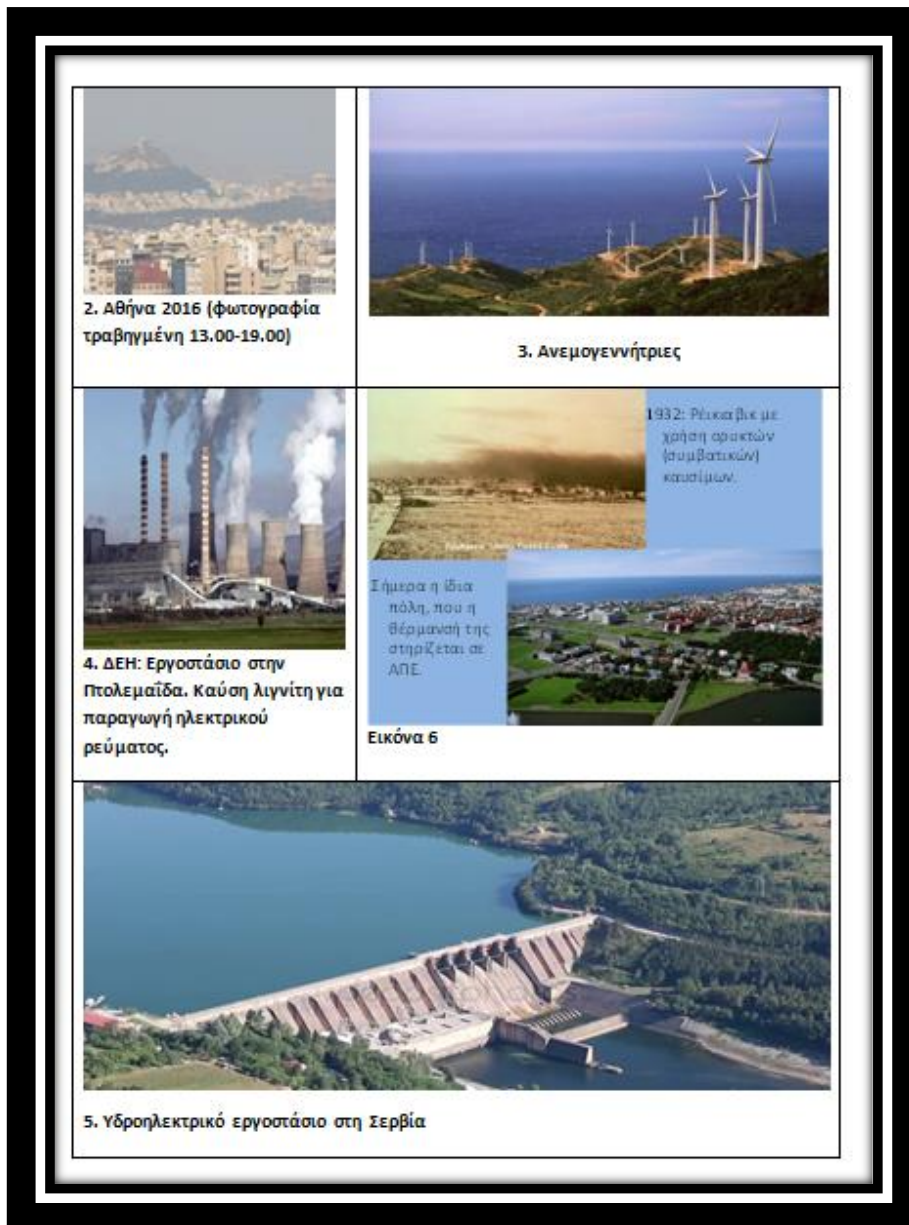 2. Αθήνα 2016 (φωτογραφία
τραβηγμένη 13.00-19.00)
3. Ανεμογεννήτριες
4. ΔΕΗ: Εργοστάσιο στην
Πτολεμαΐδα. Καύση λιγνίτη για
παραγωγή ηλεκτρικού
ρεύματος.
1932: Ρέικιαβικ με
χρήση ορυκτών
(συμβατικών)
καυσίμων.
Σήμερα η ίδια
πόλη, που η
θέρμανσή της
στηρίζεται σε
ΑΠΕ.
Εικόνα 6
5. Υδροηλεκτρικό εργοστάσιο στη Σερβία